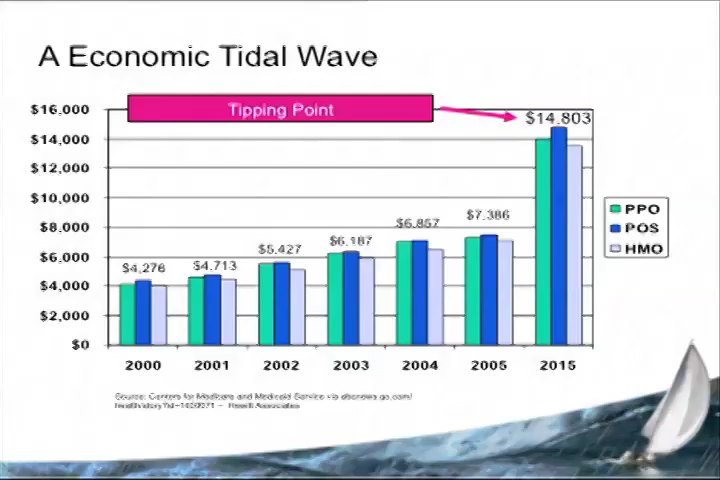 A Economic Tidal Wave
Tipping Point
$16,000
$14,000
$12,000
$10,000
$8,000
$6,000
$4,000
$2,000
$0
$4,276
$4,713
$5,427
$6,187
$6,857
$7,386
$14,803
PPO
POS
HMO
2000 2001 2002 2003 2004 2005 2015
Source: Centers for Medicare and Medicaid Service via abcnews.go.com/
Hewitt Associates